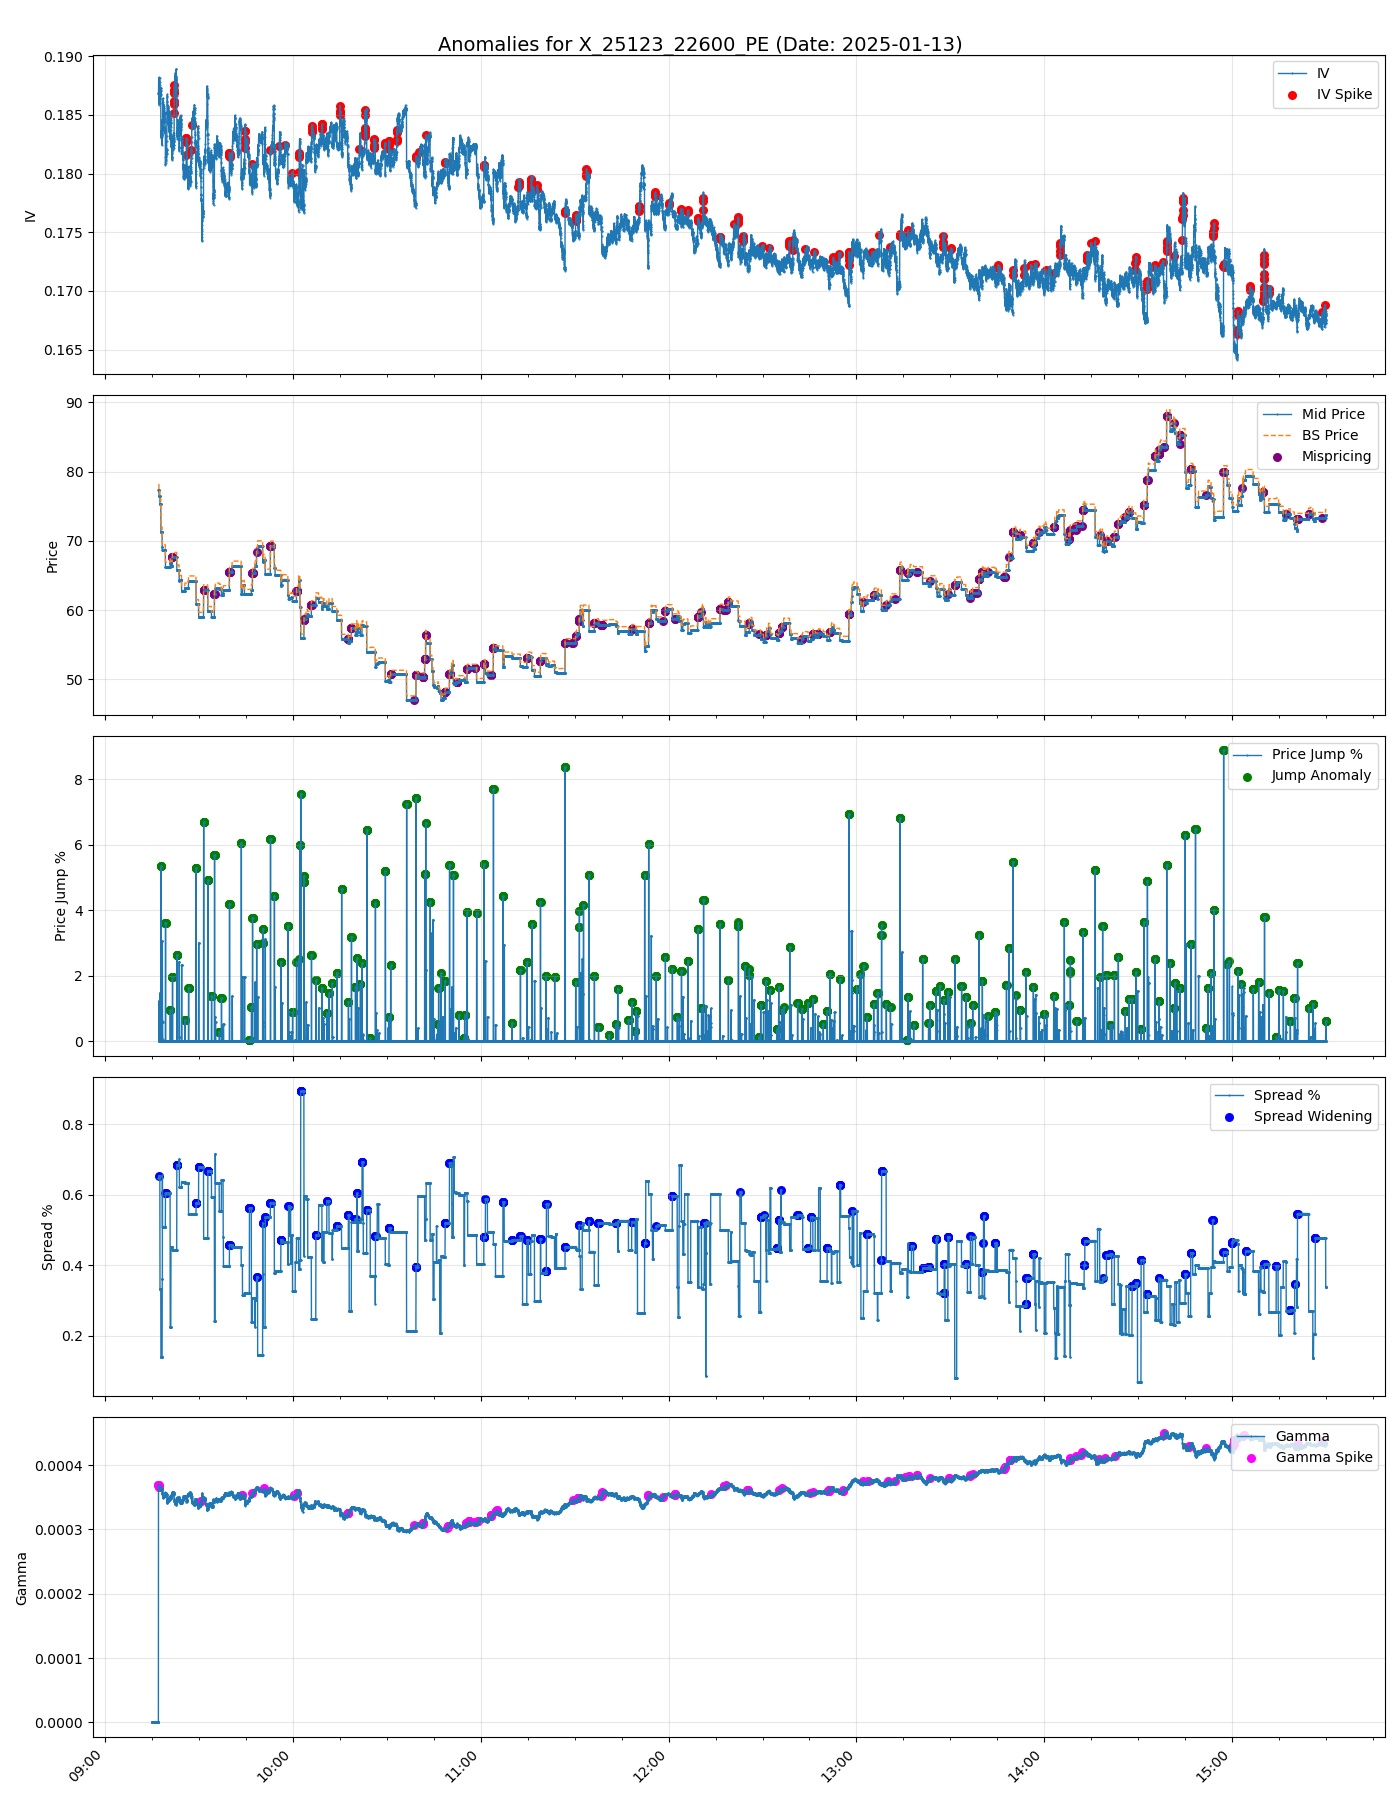 Anomalies for X_25123_22600_PE (Date: 2025-01-13)
0.190
0.185
0.180
0.175
0.170
0.165
IV
IV
IV Spike
90
80
70
60
50
Price
Mid Price
BS Price
Mispricing
8
6
4
2
0
Price Jump %
Price Jump %
Jump Anomaly
0.8
0.6
0.4
0.2
Spread %
Spread %
Spread Widening
0.0004
0.0003
0.0002
0.0001
0.0000
Gamma
Gamma
Gamma Spike
09:00
10:00
11:00
12:00
13:00
14:00
15:00